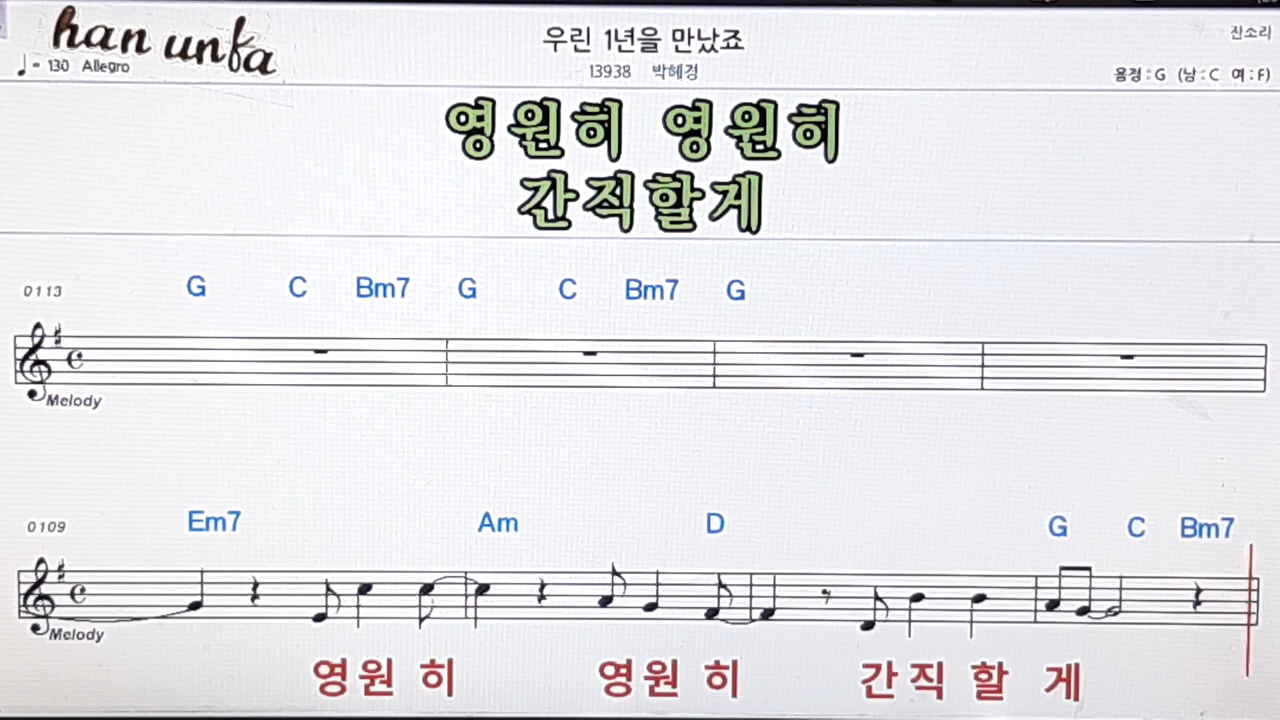 han unfa
우린 1년을 만났죠
잔소리
♩= 130 Allegro
13938 박혜경
음정:G (남:C 여:F)
영원히 영원히
간직할게
0113 G C Bm7 G C Bm7 G
Melody
0109 Em7 Am D G C Bm7
Melody
영원 히 영원 히 간직 할 게